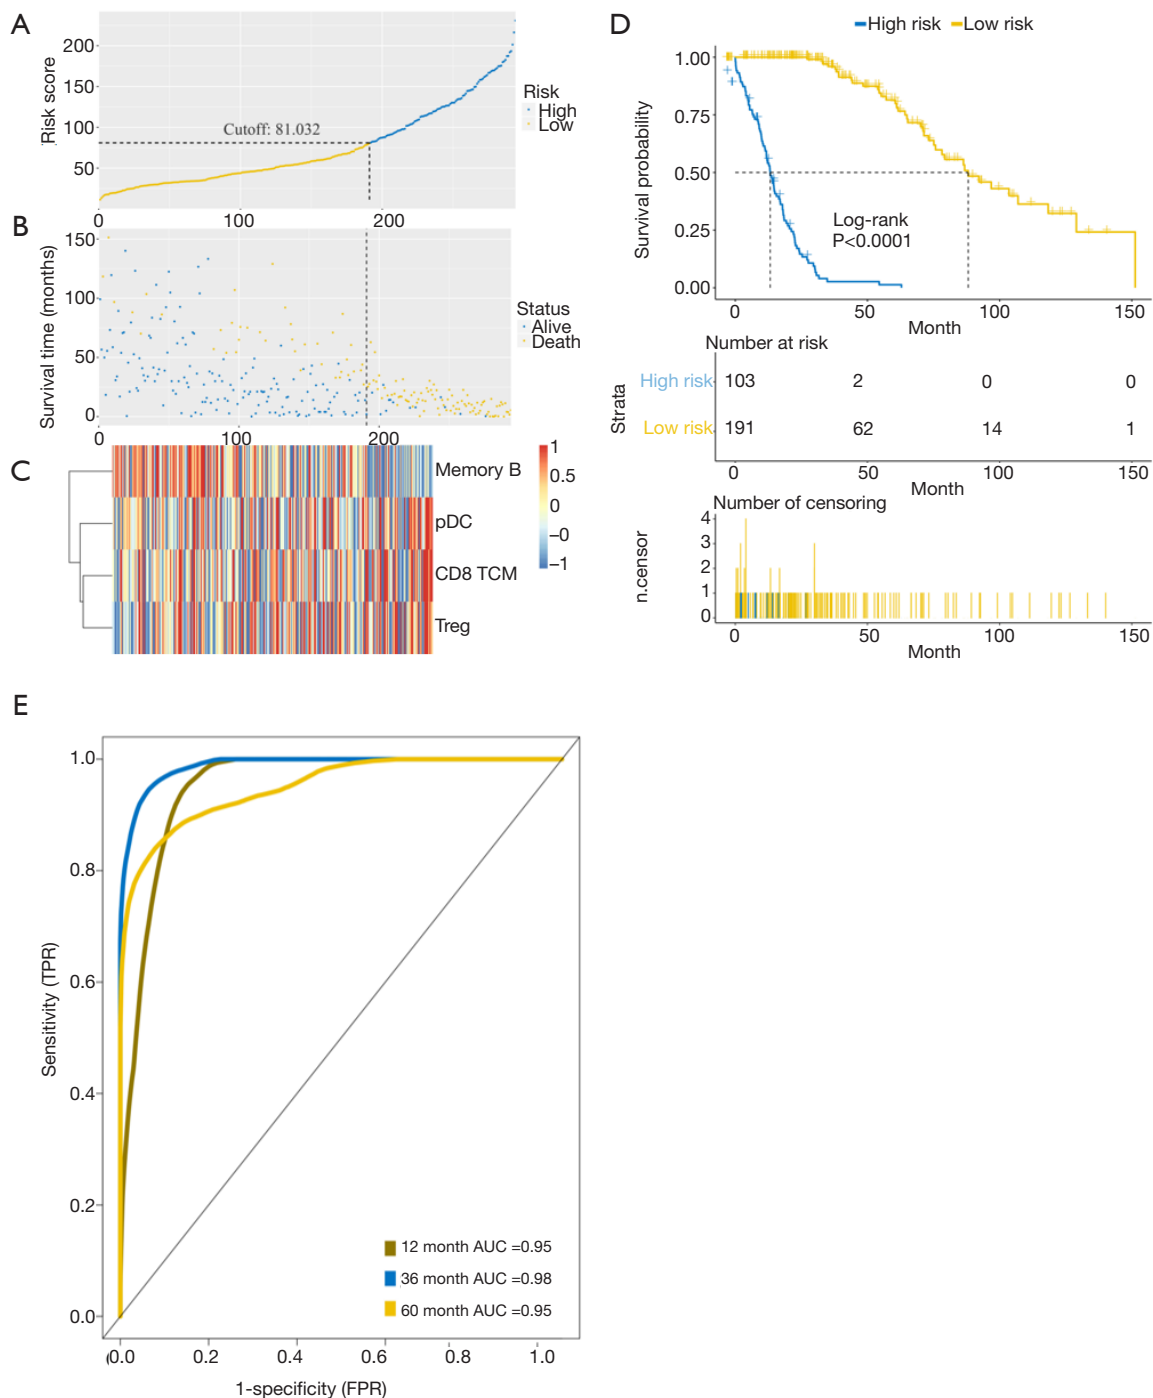 A
Risk score
200
150
100
50
Cutoff: 81.032
Risk
High
Low
0
100
200
B
Survival time (months)
150
100
50
0
Status
Alive
Death
0
100
200
C
Memory B
pDC
CD8 TCM
Treg
1
0.5
0
−0
−1
D
High risk
Low risk
Survival probability
1.00
0.75
0.50
0.25
0.00
Log-rank
P<0.0001
0
50
100
150
Month
Number at risk
Strata
High risk
103
2
0
0
Low risk
191
62
14
1
0
50
100
150
Month
Number of censoring
n.censor
4
3
2
1
0
0
50
100
150
Month
E
Sensitivity (TPR)
1.0
0.8
0.6
0.4
0.2
0.0
12 month AUC =0.95
36 month AUC =0.98
60 month AUC =0.95
(0.0
0.2
0.4
0.6
0.8
1.0
1-specificity (FPR)